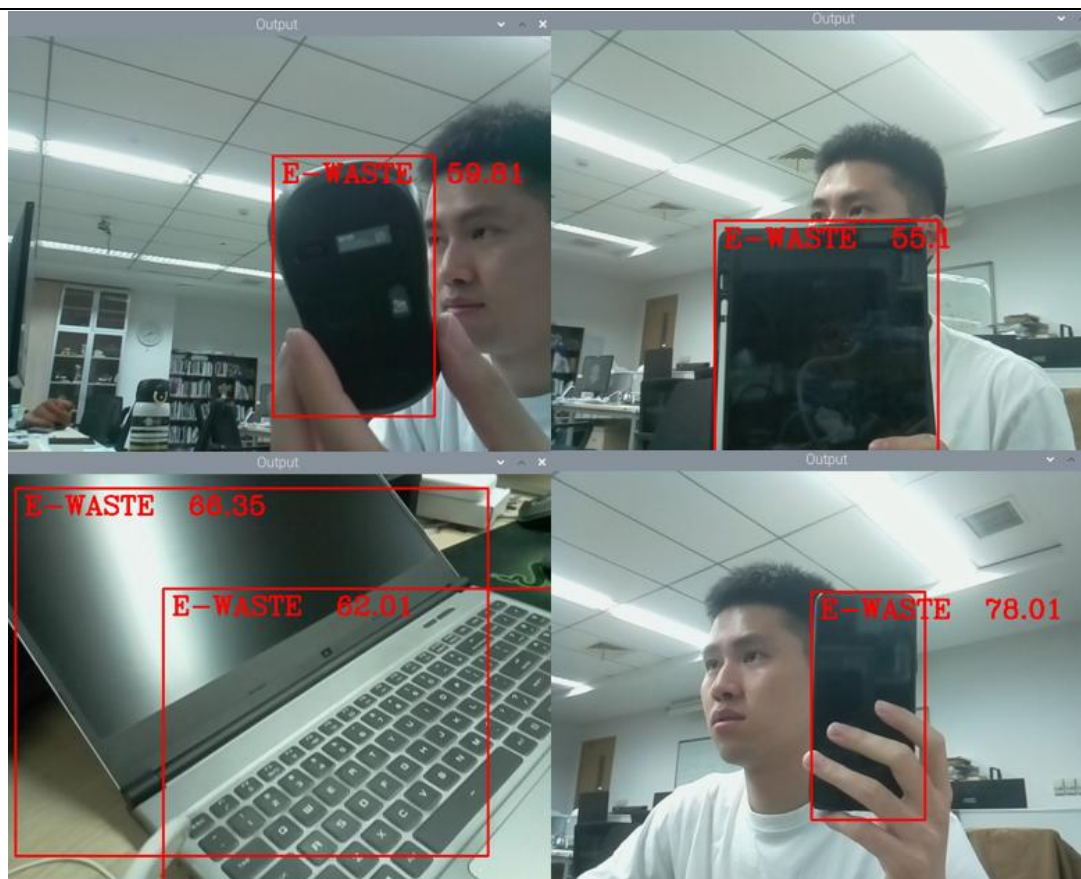 Output
Output
E-WASTE 59.81
E-WASTE 55.1
Output
Output
E-WASTE 66.35
E-WASTE 62.01
E-WASTE 78.01